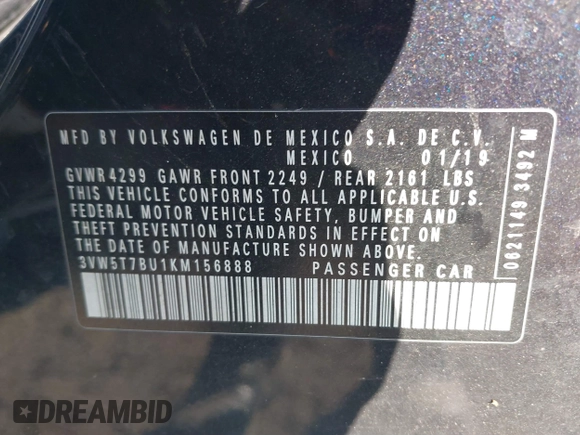 MFD BY VOLKSWAGEN DE MEXICO S.A. DE C.V.
MEXICO 01/19
GVWR 4299 GAWR FRONT 2249 / REAR 2161 LBS
THIS VEHICLE CONFORMS TO ALL APPLICABLE U.S.
FEDERAL MOTOR VEHICLE SAFETY, BUMPER AND
THEFT PREVENTION STANDARDS IN EFFECT ON
THE DATE OF MANUFACTURE SHOWN ABOVE.
3VW5T7BU1KM156888 PASSENGER CAR
0621149 3492 M
DREAMBID